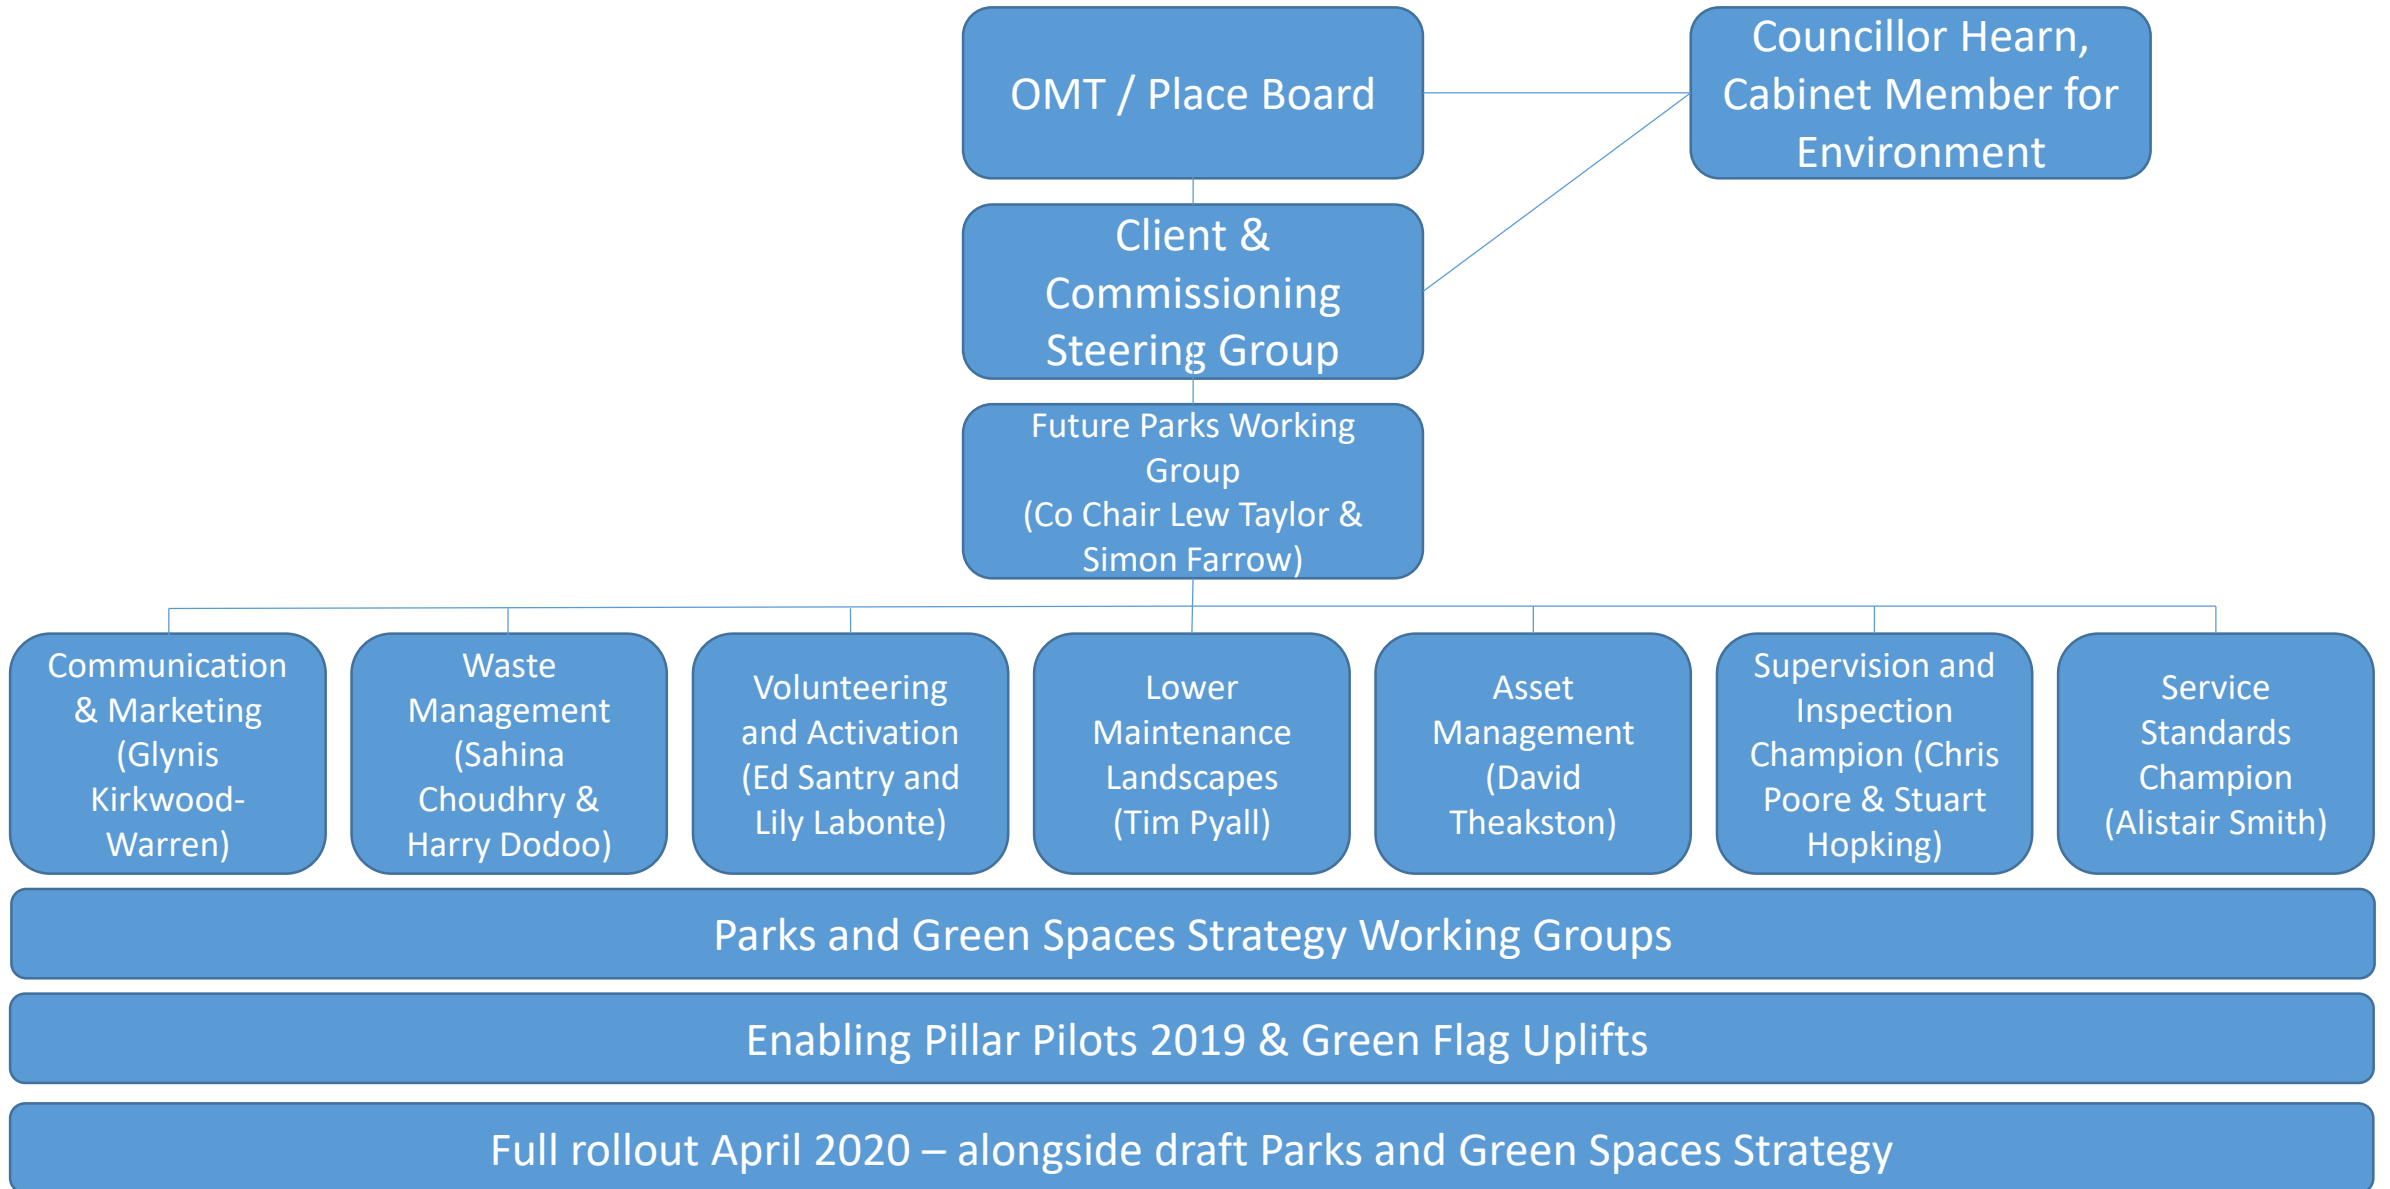 OMT / Place Board
Councillor Hearn,
Cabinet Member for
Environment
Client &
Commissioning
Steering Group
Future Parks Working
Group
(Co Chair Lew Taylor &
Simon Farrow)
Communication
& Marketing
(Glynis
Kirkwood-
Warren)
Waste
Management
(Sahina
Choudhry &
Harry Dodoo)
Volunteering
and Activation
(Ed Santry and
Lily Labonte)
Lower
Maintenance
Landscapes
(Tim Pyall)
Asset
Management
(David
Theakston)
Supervision and
Inspection
Champion (Chris
Poore & Stuart
Hopking)
Service
Standards
Champion
(Alistair Smith)
Parks and Green Spaces Strategy Working Groups
Enabling Pillar Pilots 2019 & Green Flag Uplifts
Full rollout April 2020 – alongside draft Parks and Green Spaces Strategy